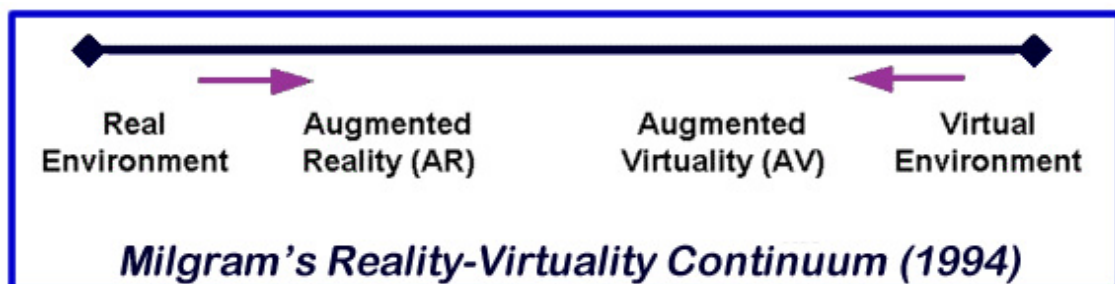 Real Environment
Augmented Reality (AR)
Augmented Virtuality (AV)
Virtual Environment
Milgram's Reality-Virtuality Continuum (1994)